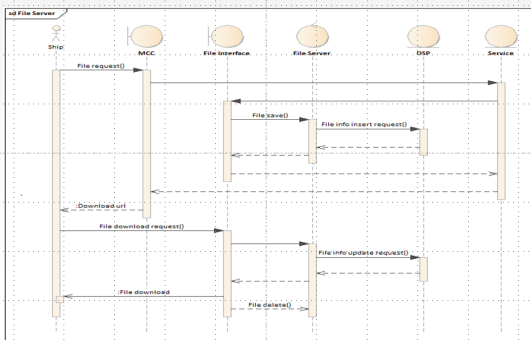 sd File Server
Ship
MCC
File Interface
File Server
DSP
Service
File request()
File save()
File info insert request()
:Download url
File download request()
File info update request()
:File download
File delete()